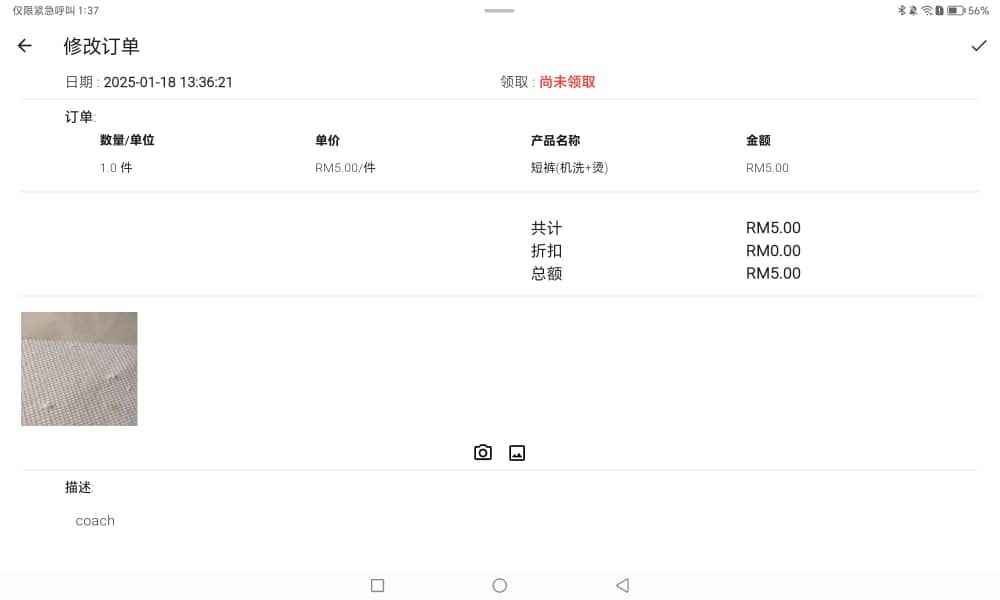 仅限紧急呼叫 1:37
56%
修改订单
日期 : 2025-01-18 13:36:21
领取 : 尚未领取
订单:
数量/单位 单价 产品名称 金额
1.0 件 RM5.00/件 短裤(机洗+烫) RM5.00
共计 RM5.00
折扣 RM0.00
总额 RM5.00
描述:
coach